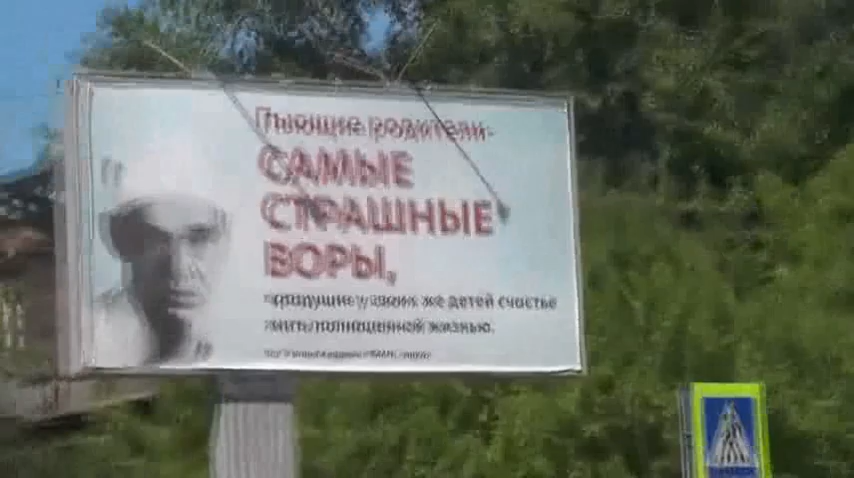 Пьющие родители-
САМЫЕ
СТРАШНЫЕ
ВОРЫ,
крадущие у своих же детей счастье
жить полноценной жизнью.